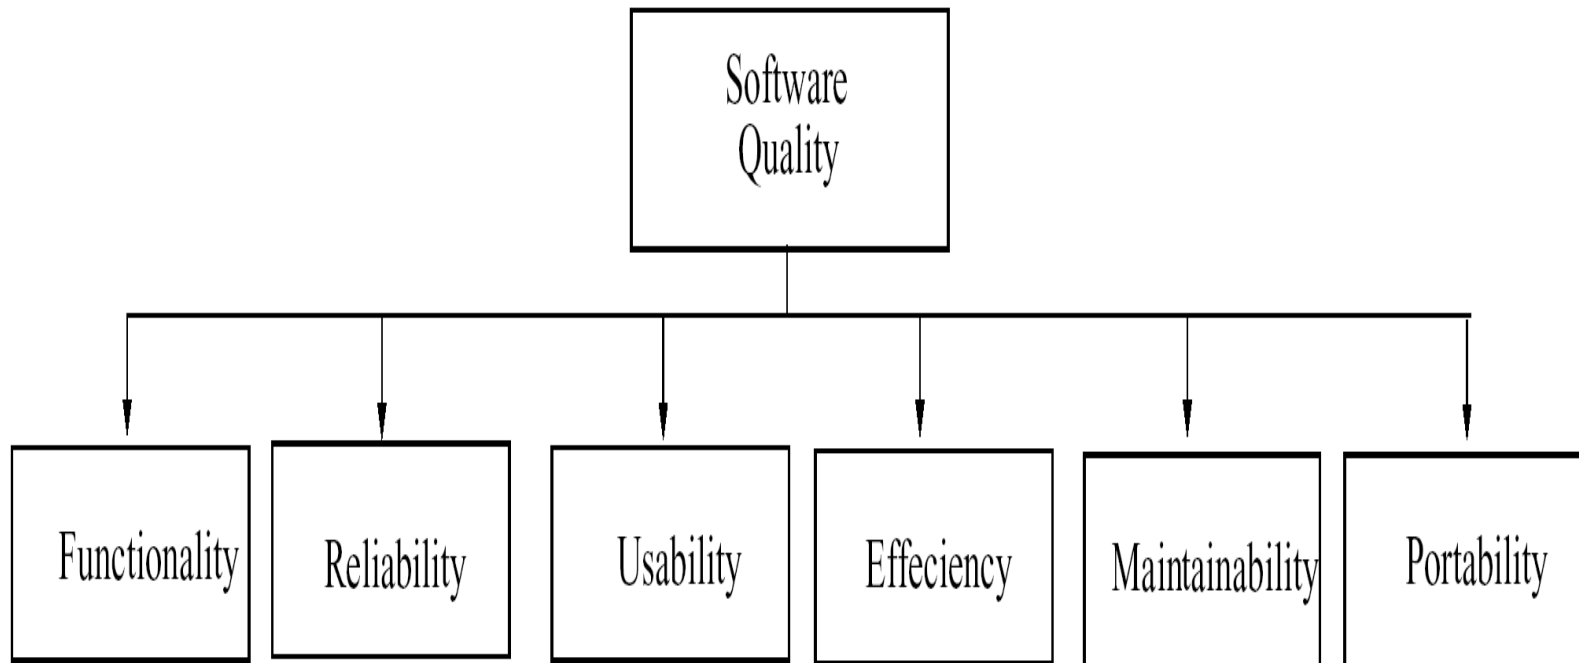 Software
Quality
Functionality
Reliability
Usability
Effeciency
Maintainability
Portability